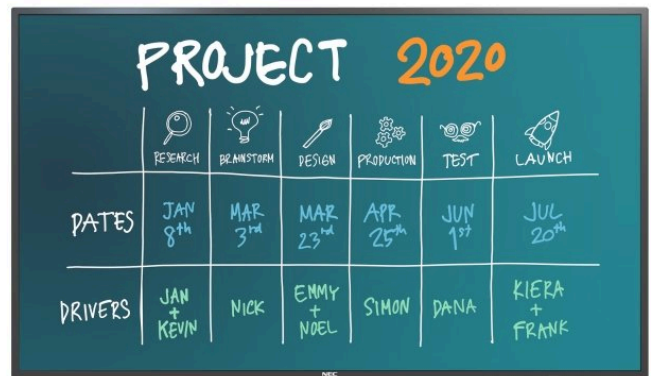 PROJECT 2020
RESEARCH BRAINSTORM DESIGN PRODUCTION TEST LAUNCH
DATES JAN 8th MAR 3rd MAR 23rd APR 25th JUN 1st JUL 20th
DRIVERS JAN + KEVIN NICK EMMY + NOEL SIMON DANA KIERA + FRANK
NEC